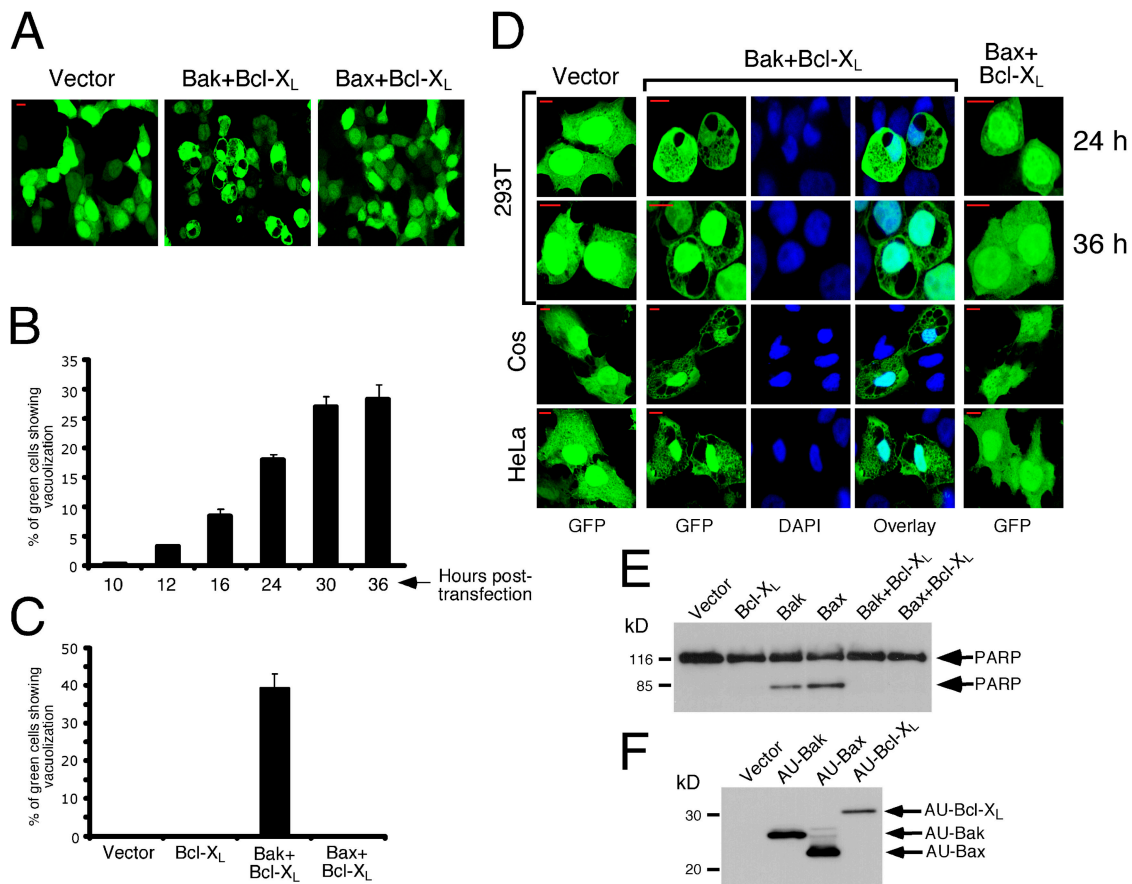 A
Vector
Bak+Bcl-XL
Bax+Bcl-XL
B
% of green cells showing
vacuolization
35
30
25
20
15
10
5
0
10 12 16 24 30 36
Hours post-
transfection
C
% of green cells showing
vacuolization
50
40
30
20
10
0
Vector
Bcl-XL
Bak+
Bcl-XL
Bax+
Bcl-XL
D
Vector
Bak+Bcl-XL
Bax+
Bcl-XL
293T
24 h
36 h
Cos
HeLa
GFP GFP DAPI Overlay GFP
E
Vector
Bcl-XL
Bak
Bax
Bak+Bcl-XL
Bax+Bcl-XL
kD
116
PARP
85
PARP
F
Vector
AU-Bak
AU-Bax
AU-Bcl-XL
kD
30
AU-Bcl-XL
AU-Bak
AU-Bax
20